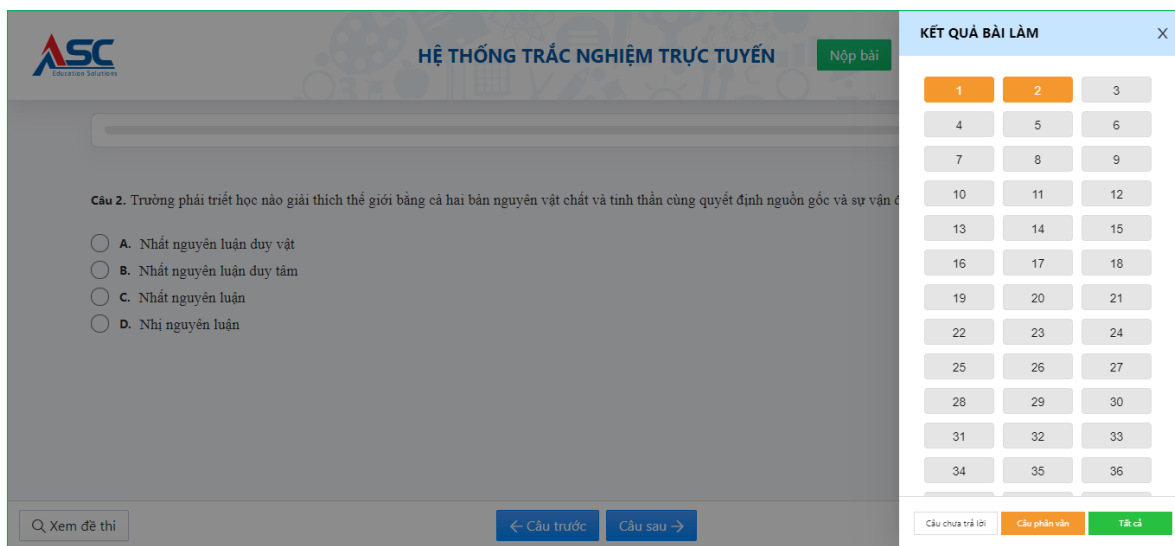 ASC
Education Solutions
HỆ THỐNG TRẮC NGHIỆM TRỰC TUYẾN
Nộp bài
Câu 2. Trường phái triết học nào giải thích thế giới bằng cả hai bản nguyên vật chất và tinh thần cùng quyết định nguồn gốc và sự vận
A. Nhất nguyên luận duy vật
B. Nhất nguyên luận duy tâm
C. Nhất nguyên luận
D. Nhị nguyên luận
Xem đề thi
← Câu trước
Câu sau →
KẾT QUẢ BÀI LÀM X
1 2 3
4 5 6
7 8 9
10 11 12
13 14 15
16 17 18
19 20 21
22 23 24
25 26 27
28 29 30
31 32 33
34 35 36
Câu chưa trả lời
Câu phân vân
Tất cả